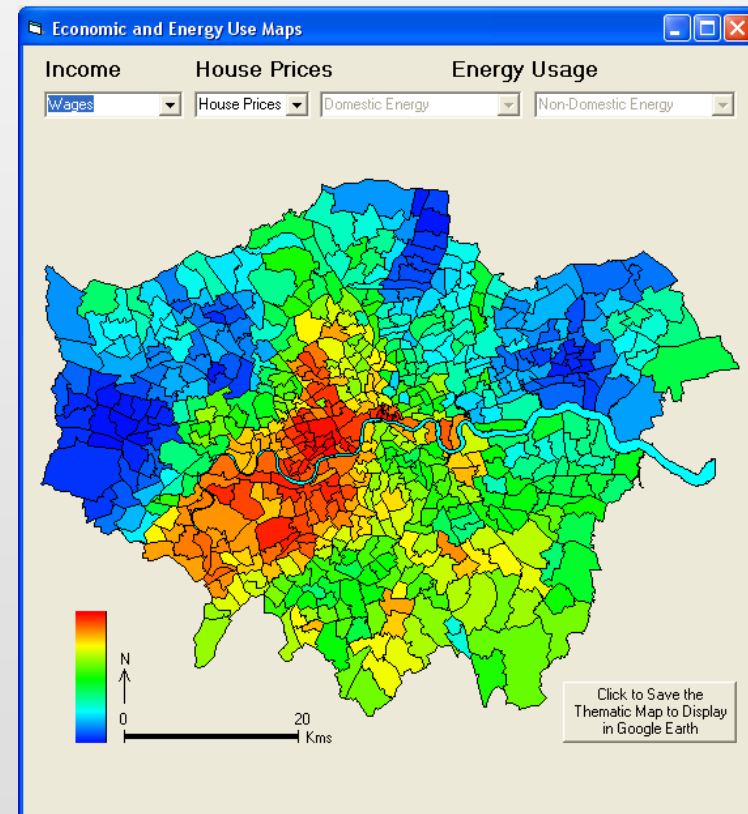 Economic and Energy Use Maps
Income House Prices Energy Usage
Wages House Prices Domestic Energy Non-Domestic Energy
N
0 20
Kms
Click to Save the
Thematic Map to Display
in Google Earth